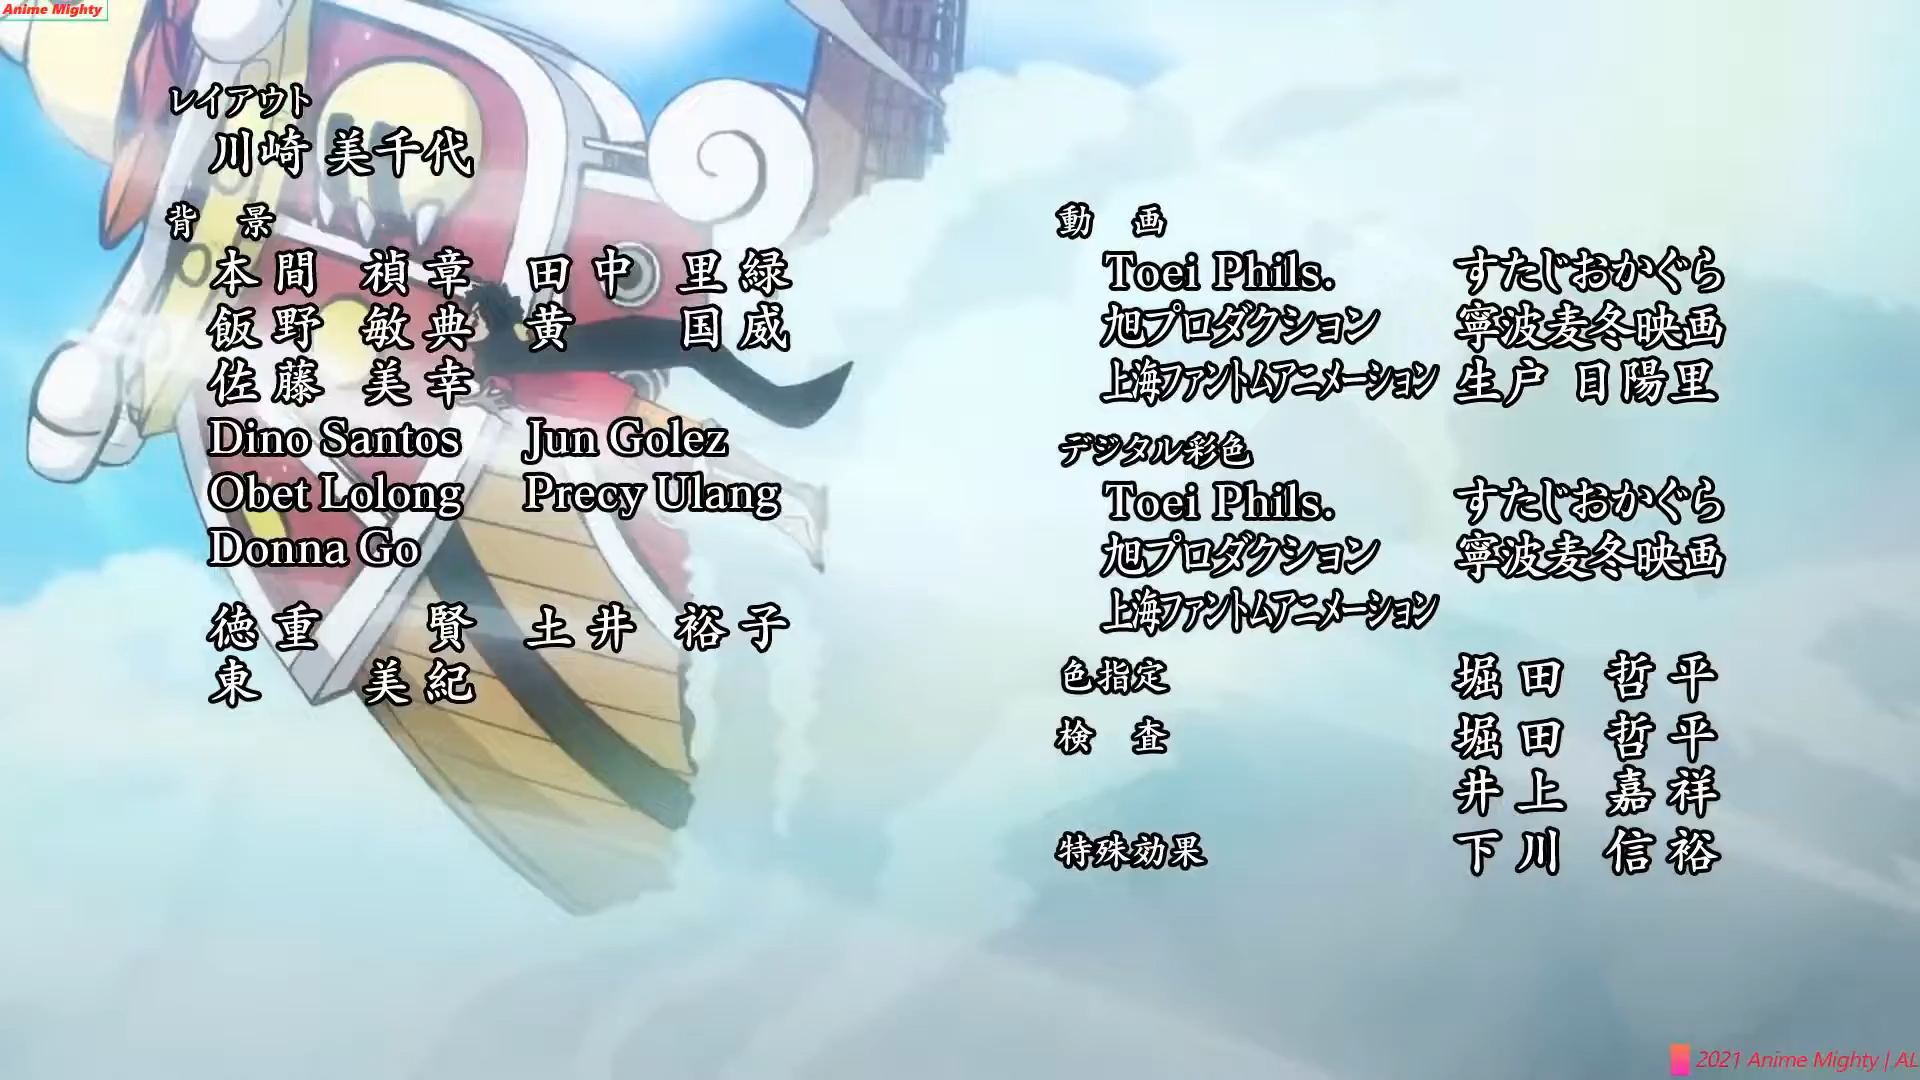 Anime Mighty
レイアウト
川崎 美千代
背 景
本間 禎章 田中 里緑
飯野 敏典 黄 国威
佐藤 美幸
Dino Santos Jun Golez
Obet Lolong Precy Ulang
Donna Go
徳重 賢 土井 裕子
東 美紀
動 画
Toei Phils. すたじおかぐら
旭プロダクション 寧波麦冬映画
上海ファントムアニメーション 生戸 日陽里
デジタル彩色
Toei Phils. すたじおかぐら
旭プロダクション 寧波麦冬映画
上海ファントムアニメーション
色指定 堀田 哲平
検 査 堀田 哲平
井上 嘉祥
特殊効果 下川 信裕
2021 Anime Mighty | AL